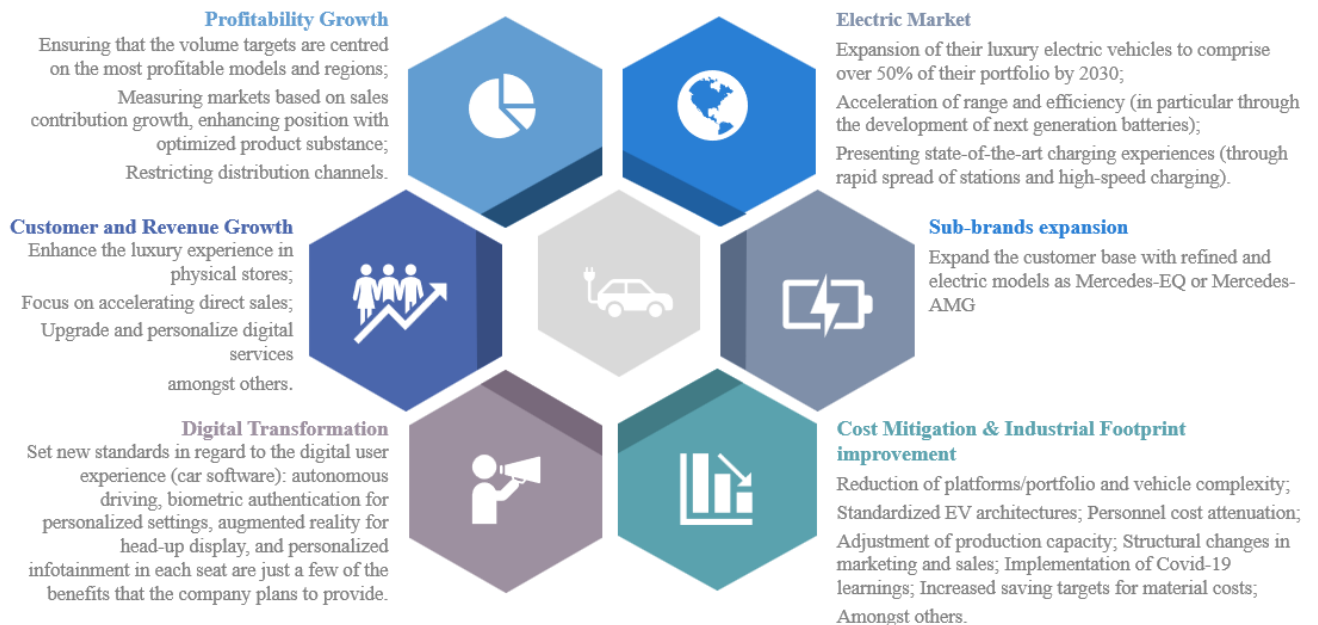 Profitability Growth
Ensuring that the volume targets are centred
on the most profitable models and regions;
Measuring markets based on sales
contribution growth, enhancing position with
optimized product substance;
Restricting distribution channels.
Electric Market
Expansion of their luxury electric vehicles to comprise
over 50% of their portfolio by 2030;
Acceleration of range and efficiency (in particular through
the development of next generation batteries);
Presenting state-of-the-art charging experiences (through
rapid spread of stations and high-speed charging).
Customer and Revenue Growth
Enhance the luxury experience in
physical stores;
Focus on accelerating direct sales;
Upgrade and personalize digital
services
amongst others.
Sub-brands expansion
Expand the customer base with refined and
electric models as Mercedes-EQ or Mercedes-
AMG
Digital Transformation
Set new standards in regard to the digital user
experience (car software): autonomous
driving, biometric authentication for
personalized settings, augmented reality for
head-up display, and personalized
infotainment in each seat are just a few of the
benefits that the company plans to provide.
Cost Mitigation & Industrial Footprint
improvement
Reduction of platforms/portfolio and vehicle complexity;
Standardized EV architectures; Personnel cost attenuation;
Adjustment of production capacity; Structural changes in
marketing and sales; Implementation of Covid-19
learnings; Increased saving targets for material costs;
Amongst others.